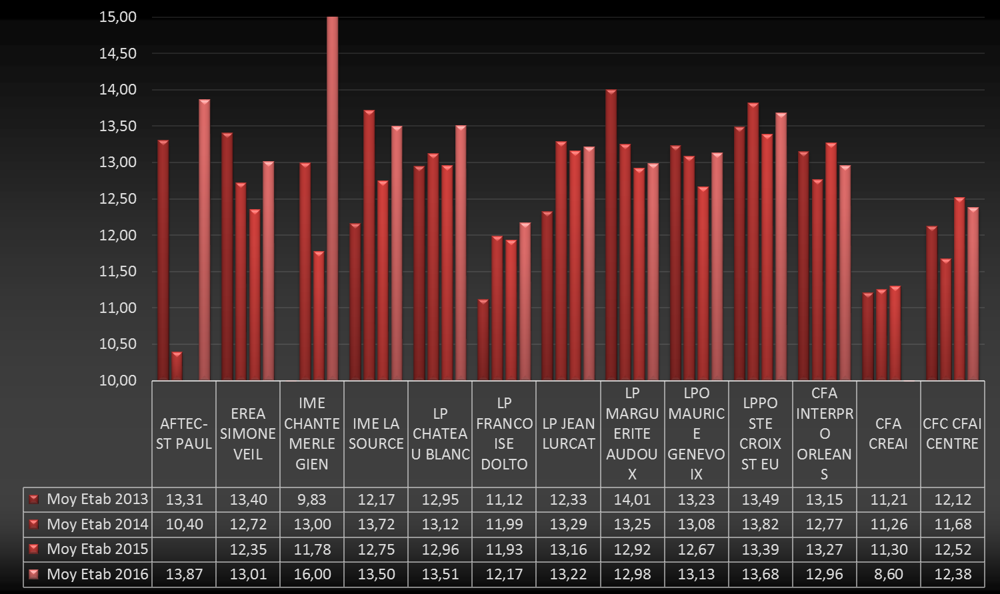 15,00
14,50
14,00
13,50
13,00
12,50
12,00
11,50
11,00
10,50
10,00
AFTEC-
ST PAUL
EREA
SIMONE
VEIL
IME
CHANTE
MERLE
GIEN
IME LA
SOURCE
LP
CHATEA
U BLANC
LP
FRANCO
ISE
DOLTO
LP JEAN
LURCAT
LP
MARGU
ERITE
AUDOU
X
LPO
MAURIC
E
GENEVO
IX
LPPO
STE
CROIX
ST EU
CFA
INTERPR
O
ORLEAN
S
CFA
CREAI
CFC CFAI
CENTRE
Moy Etab 2013 13,31 13,40 9,83 12,17 12,95 11,12 12,33 14,01 13,23 13,49 13,15 11,21 12,12
Moy Etab 2014 10,40 12,72 13,00 13,72 13,12 11,99 13,29 13,25 13,08 13,82 12,77 11,26 11,68
Moy Etab 2015 12,35 11,78 12,75 12,96 11,93 13,16 12,92 12,67 13,39 13,27 11,30 12,52
Moy Etab 2016 13,87 13,01 16,00 13,50 13,51 12,17 13,22 12,98 13,13 13,68 12,96 8,60 12,38